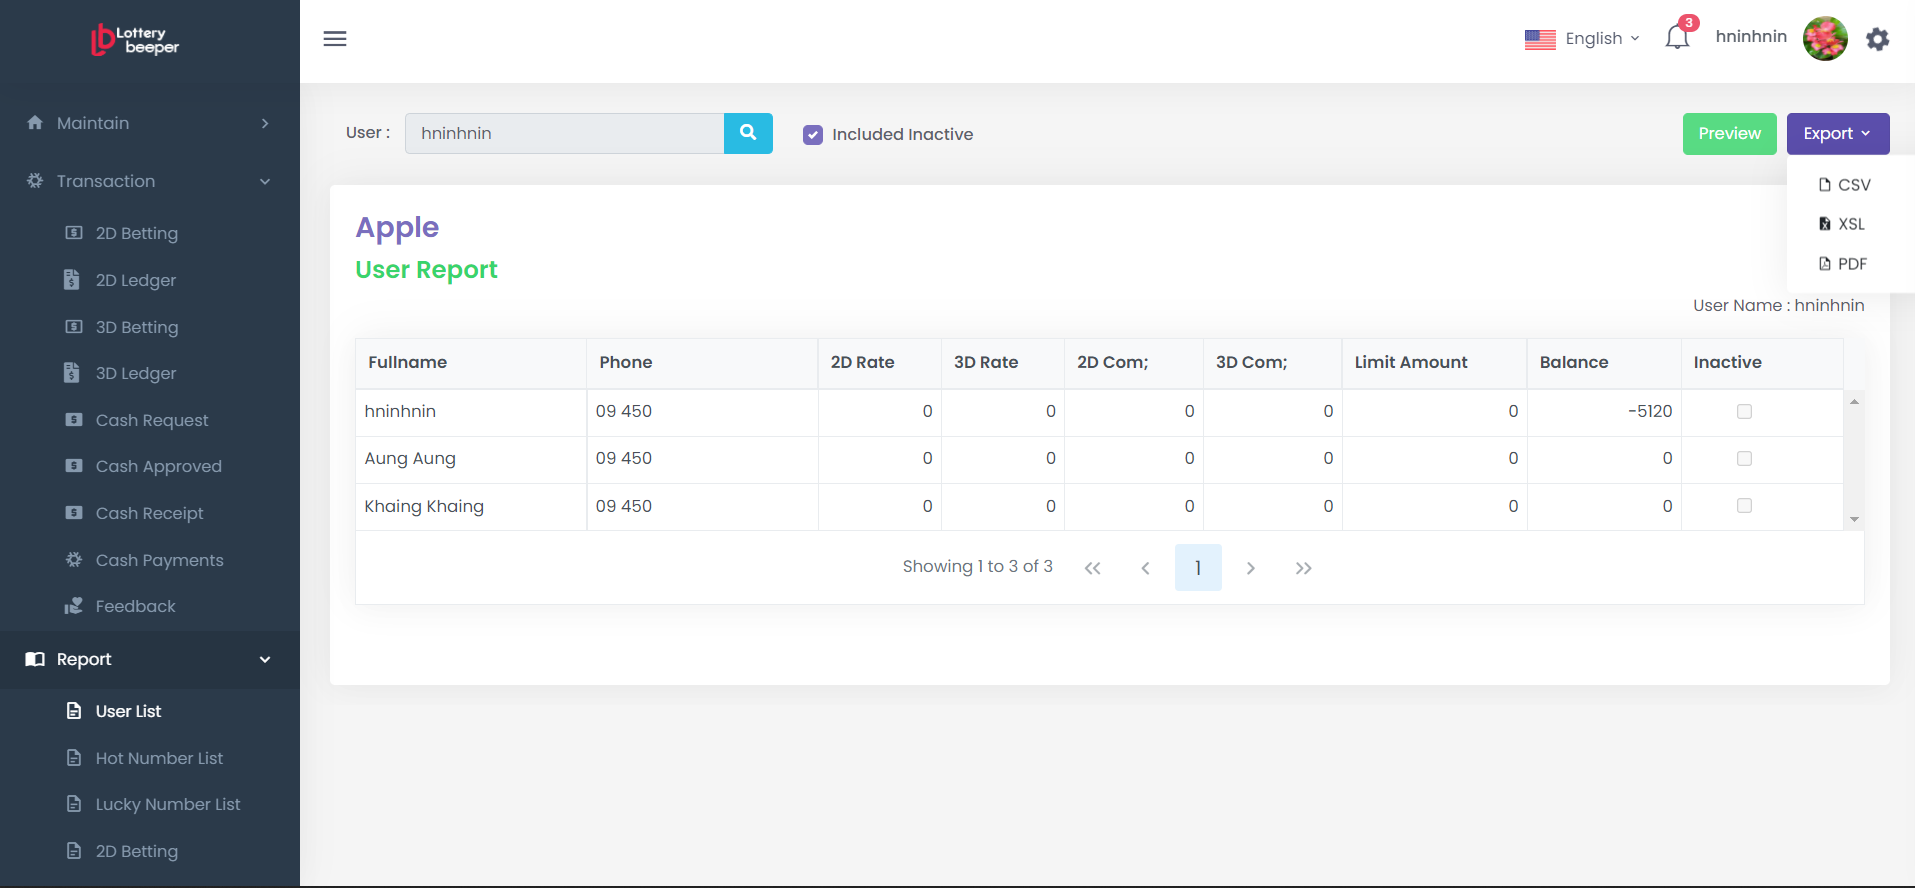 Lottery
beeper
English
3
hninhnin
Maintain
Transaction
2D Betting
2D Ledger
3D Betting
3D Ledger
Cash Request
Cash Approved
Cash Receipt
Cash Payments
Feedback
Report
User List
Hot Number List
Lucky Number List
2D Betting
User : hninhnin
Included Inactive
Preview
Export
CSV
XSL
PDF
Apple
User Report
User Name : hninhnin
Fullname Phone 2D Rate 3D Rate 2D Com; 3D Com; Limit Amount Balance Inactive
hninhnin 09 450 0 0 0 0 0 -5120
Aung Aung 09 450 0 0 0 0 0 0
Khaing Khaing 09 450 0 0 0 0 0 0
Showing 1 to 3 of 3 1